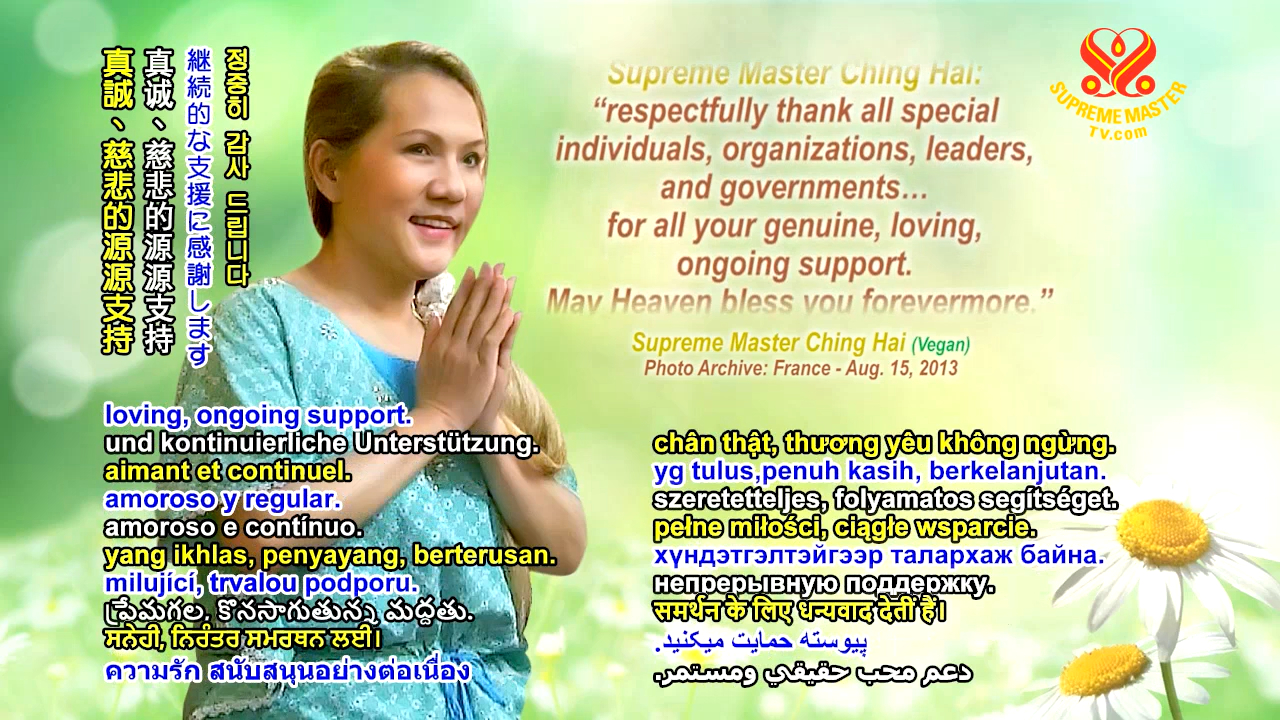 Supreme Master Ching Hai:
“respectfully thank all special
individuals, organizations, leaders,
and governments…
for all your genuine, loving,
ongoing support.
May Heaven bless you forevermore.”
Supreme Master Ching Hai (Vegan)
Photo Archive: France - Aug. 15, 2013
SUPREME MASTER
TV.com
정중히 감사 드립니다
継続的な支援に感謝します
真诚、慈悲的源源支持
真誠、慈悲的源源支持
loving, ongoing support.
und kontinuierliche Unterstützung.
aimant et continuel.
amoroso y regular.
amoroso e contínuo.
yang ikhlas, penyayang, berterusan.
milující, trvalou podporu.
ప్రేమగల, కొనసాగుతున్న మద్దతు.
ਸਨੇਹੀ, ਨਿਰੰਤਰ ਸਮਰਥਨ ਲਈ।
ความรัก สนับสนุนอย่างต่อเนื่อง
chân thật, thương yêu không ngừng.
yg tulus,penuh kasih, berkelanjutan.
szeretetteljes, folyamatos segítséget.
pełne miłości, ciągłe wsparcie.
хүндэтгэлтэйгээр талархаж байна.
непрерывную поддержку.
समर्थन के लिए धन्यवाद देतीं हैं।
پیوسته حمایت میکنید.
دعم محب حقيقي ومستمر.